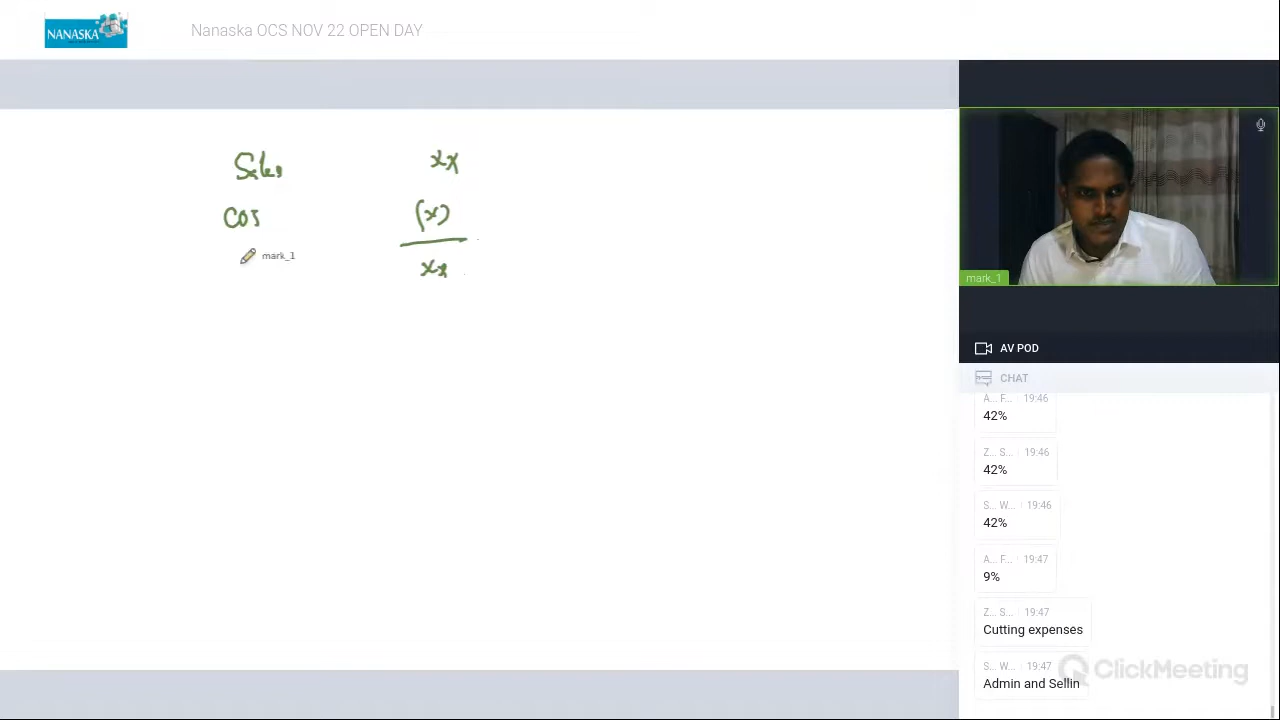 NANASKA
Nanaska OCS NOV 22 OPEN DAY
Sales xx
COS (x)
xx
mark_1
mark_1
AV POD
CHAT
A... F... 19:46
42%
Z... S... 19:46
42%
S... W... 19:46
42%
A... F... 19:47
9%
Z... S... 19:47
Cutting expenses
S... W... 19:47
Admin and Sellin
ClickMeeting